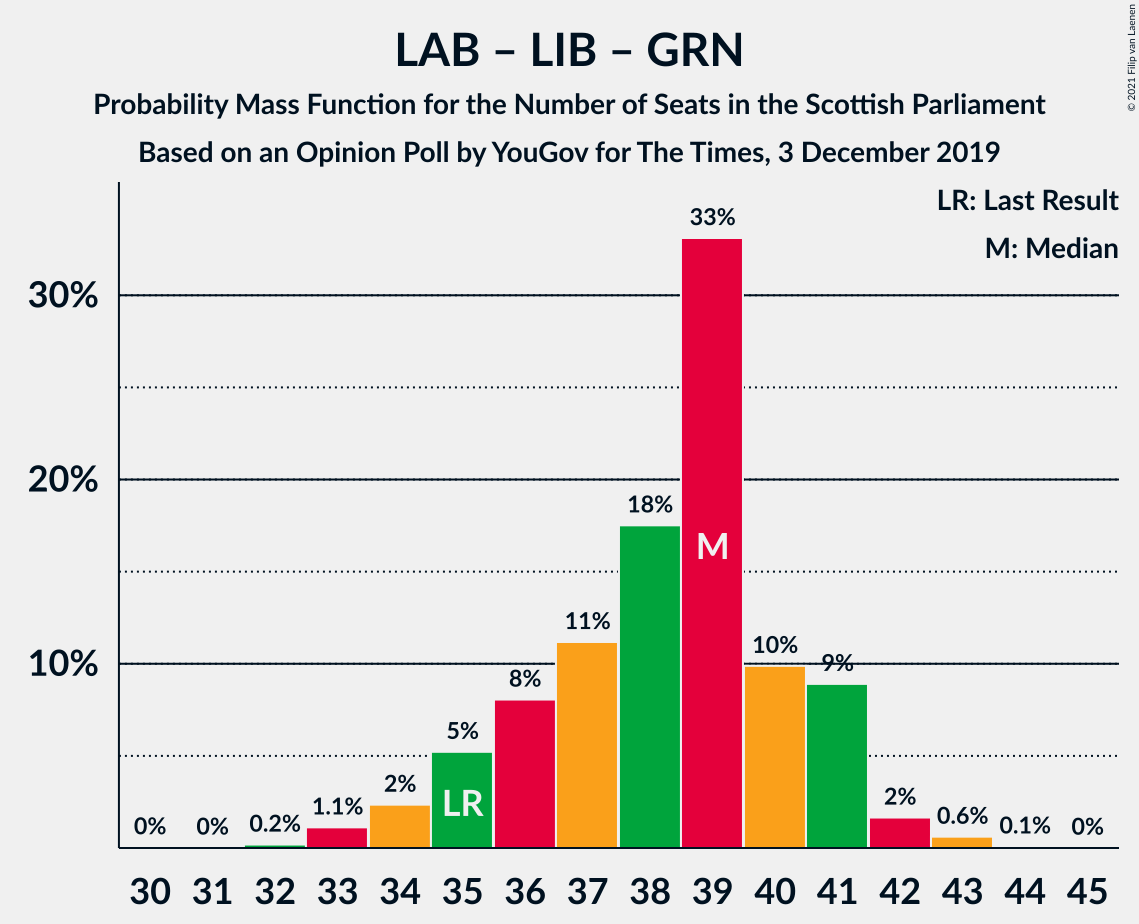 LAB – LIB – GRN
Probability Mass Function for the Number of Seats in the Scottish Parliament
Based on an Opinion Poll by YouGov for The Times, 3 December 2019
© 2021 Filip van Laenen
LR: Last Result
M: Median
30%
20%
10%
0%
0%
0.2%
1.1%
2%
5%
8%
11%
18%
33%
10%
9%
2%
0.6%
0.1%
0%
LR
M
30 31 32 33 34 35 36 37 38 39 40 41 42 43 44 45